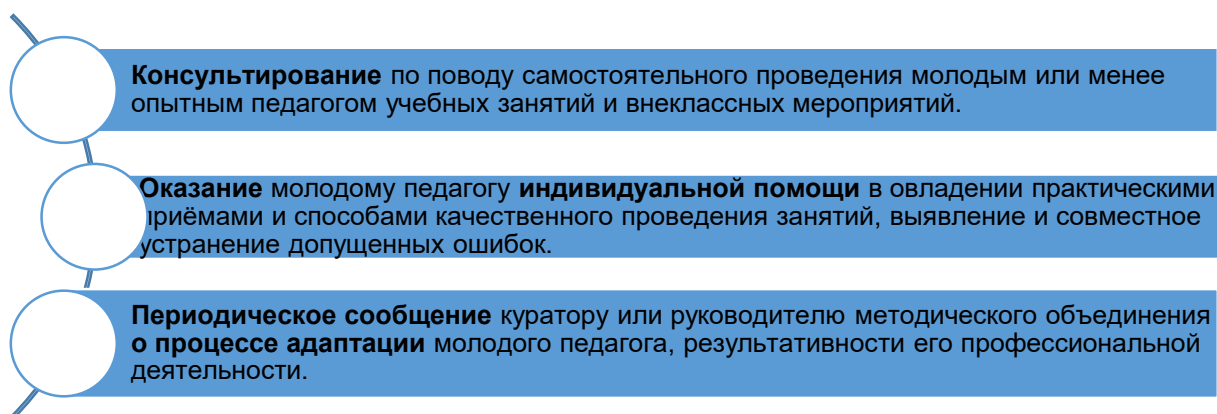 Консультирование по поводу самостоятельного проведения молодым или менее
опытным педагогом учебных занятий и внеклассных мероприятий.
Оказание молодому педагогу индивидуальной помощи в овладении практическими
приёмами и способами качественного проведения занятий, выявление и совместное
устранение допущенных ошибок.
Периодическое сообщение куратору или руководителю методического объединения
о процессе адаптации молодого педагога, результативности его профессиональной
деятельности.